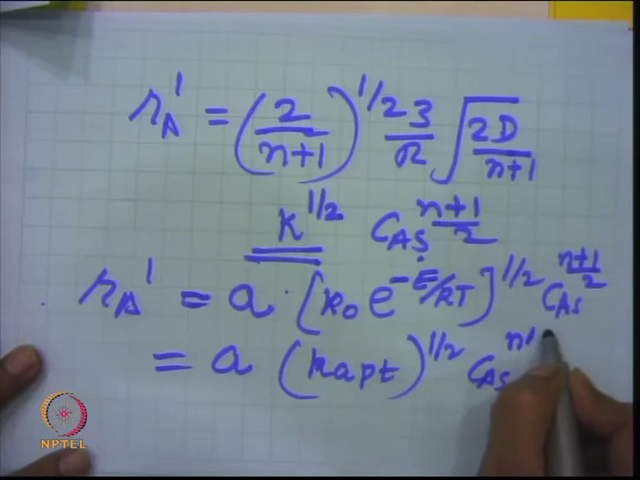 r_A' = (2/(n+1))^1/2 3/R √(2D/(n+1))
k^1/2 C_AS^(n+1)/2
r_A' = a · [k_0 e^-E/RT]^1/2 C_AS^(n+1)/2
= a (kapt)^1/2 C_AS^n'
NPTEL